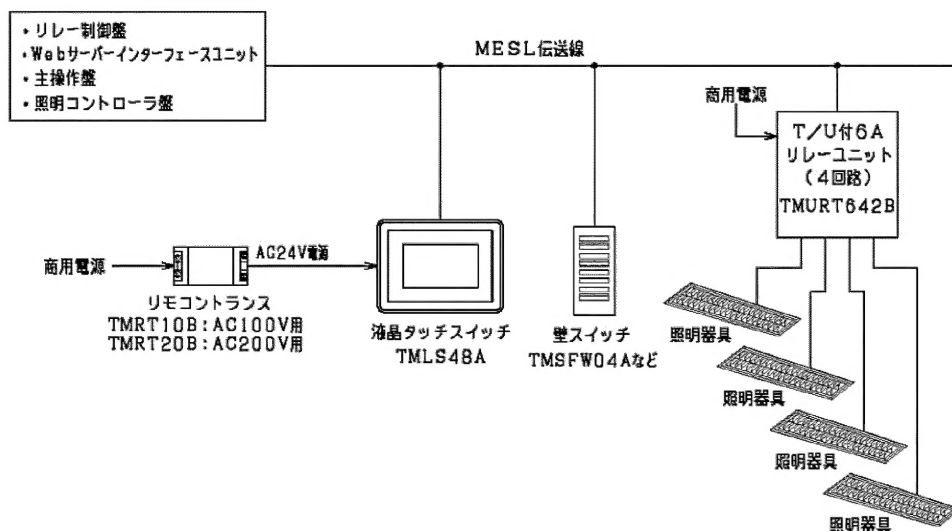 ・リレー制御盤
・Webサーバーインターフェースユニット
・主操作盤
・照明コントローラ盤
MESL伝送線
商用電源
T/U付6A
リレーユニット
(4回路)
TMURT642B
商用電源
AC24V電源
リモコントランス
TMRT10B:AC100V用
TMRT20B:AC200V用
液晶タッチスイッチ
TMLS48A
壁スイッチ
TMSFW04Aなど
照明器具
照明器具
照明器具
照明器具